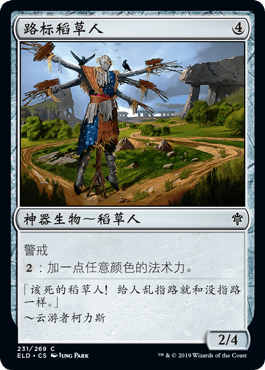 路标稻草人 4
神器生物～稻草人
警戒
2：加一点任意颜色的法术力。
「该死的稻草人！给人乱指路就和没指路
一样。」
～云游者柯力斯
2/4
231/269 C
ELD • CS Jung Park
™ & © 2019 Wizards of the Coast